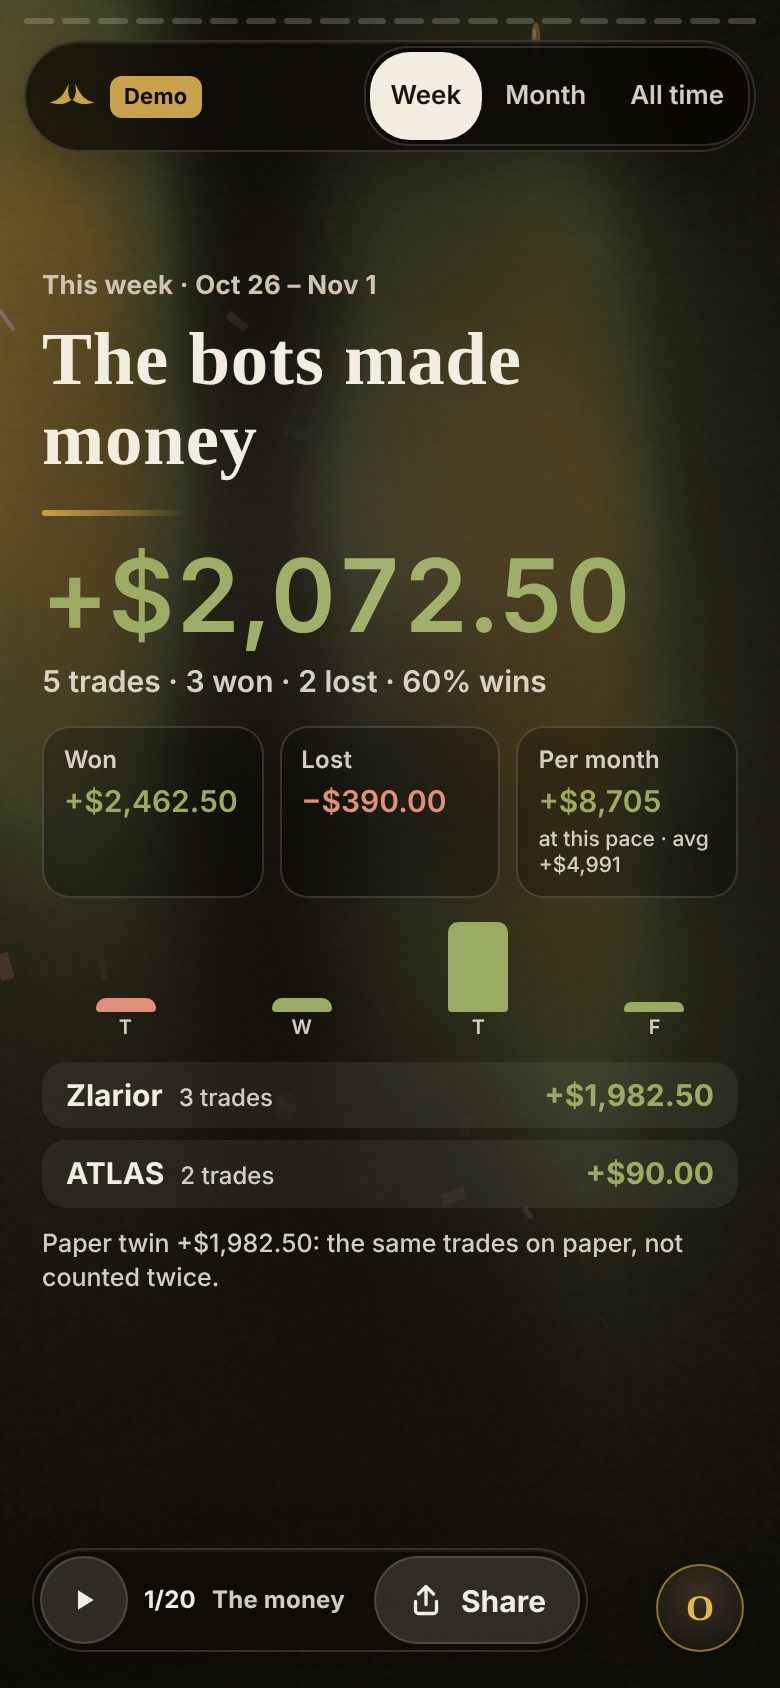 Demo
Week Month All time
This week · Oct 26 – Nov 1
The bots made
money
+$2,072.50
5 trades · 3 won · 2 lost · 60% wins
Won
+$2,462.50
Lost
−$390.00
Per month
+$8,705
at this pace · avg
+$4,991
T W T F
Zlarior 3 trades +$1,982.50
ATLAS 2 trades +$90.00
Paper twin +$1,982.50: the same trades on paper, not
counted twice.
1/20 The money Share
O